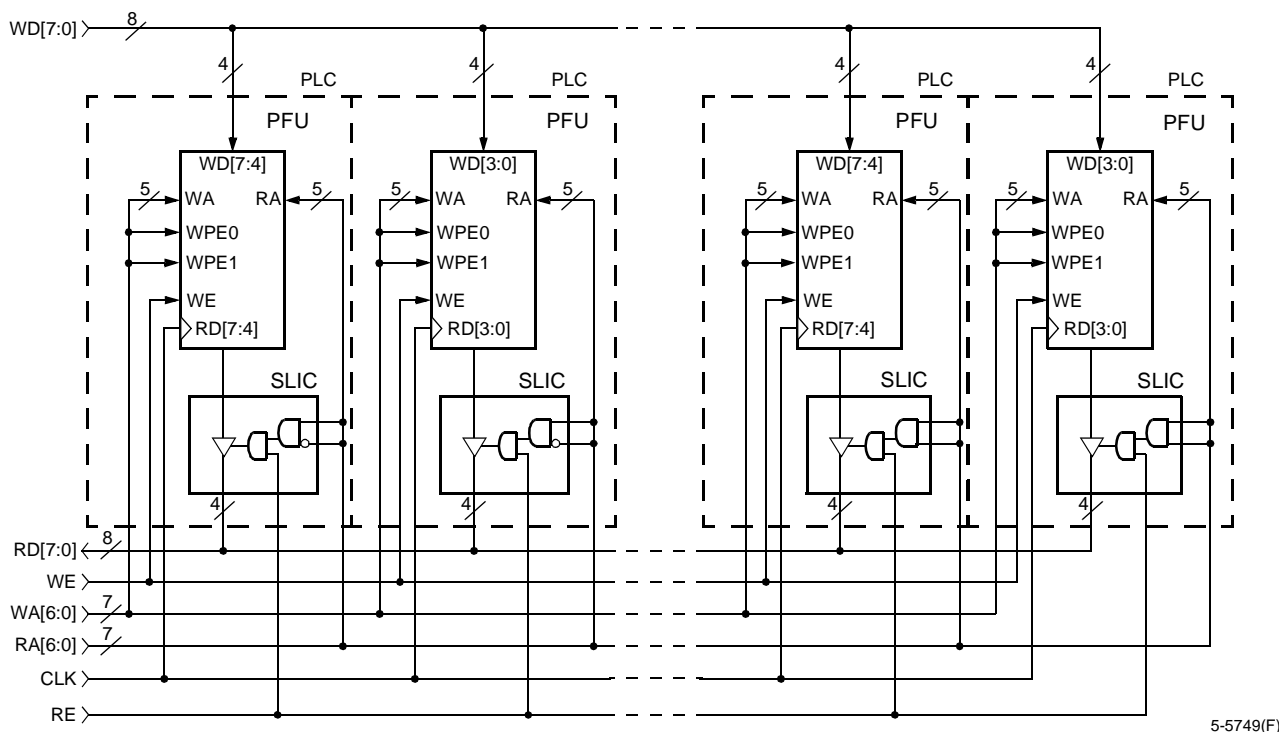 WD[7:0] 8
4 4 4 4
PLC PLC PLC PLC
PFU PFU PFU PFU
WD[7:4] WD[3:0] WD[7:4] WD[3:0]
5 WA RA 5 5 WA RA 5 5 WA RA 5 5 WA RA 5
WPE0 WPE0 WPE0 WPE0
WPE1 WPE1 WPE1 WPE1
WE WE WE WE
RD[7:4] RD[3:0] RD[7:4] RD[3:0]
SLIC SLIC SLIC SLIC
4 4 4 4
RD[7:0] 8
WE
WA[6:0] 7
RA[6:0] 7
CLK
RE
5-5749(F)